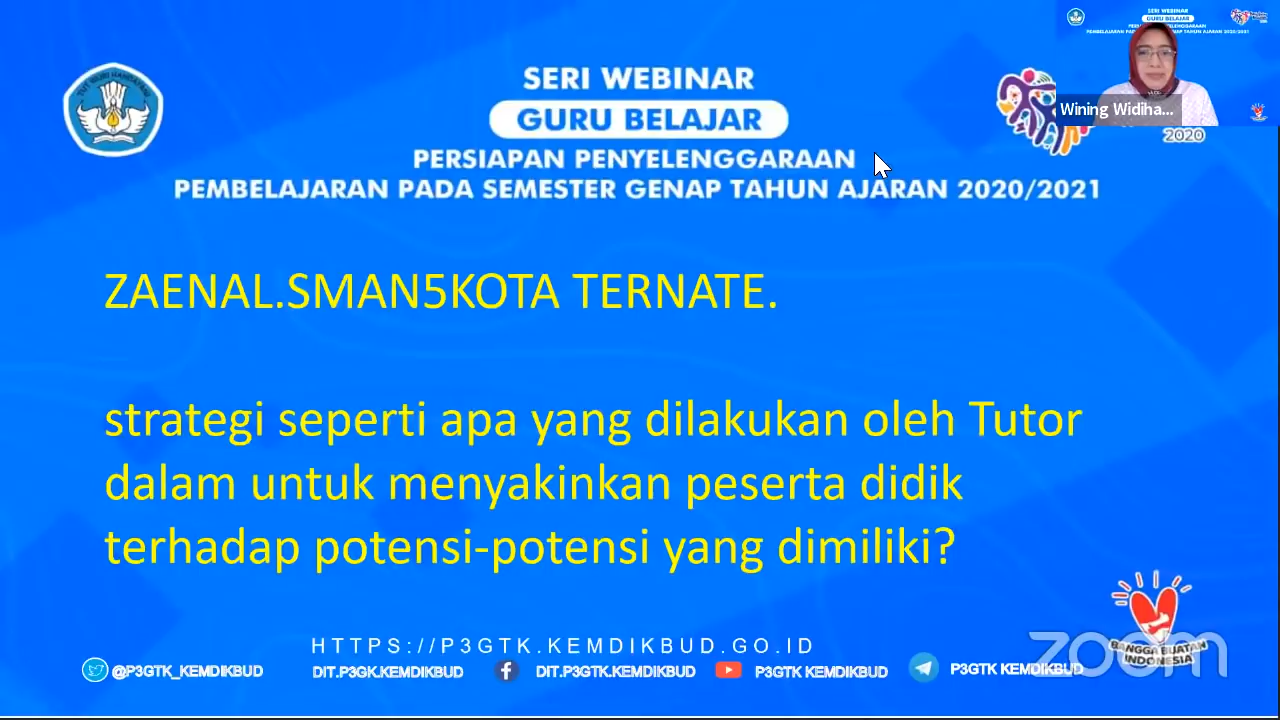 SERI WEBINAR
GURU BELAJAR
PERSIAPAN PENYELENGGARAAN
PEMBELAJARAN PADA SEMESTER GENAP TAHUN AJARAN 2020/2021
Wining Widiha...
2020
ZAENAL.SMAN5KOTA TERNATE.
strategi seperti apa yang dilakukan oleh Tutor
dalam untuk menyakinkan peserta didik
terhadap potensi-potensi yang dimiliki?
HTTPS://P3GTK.KEMDIKBUD.GO.ID
@P3GTK_KEMDIKBUD DIT.P3GK.KEMDIKBUD DIT.P3GK.KEMDIKBUD P3GTK KEMDIKBUD P3GTK KEMDIKBUD
BANGGA BUATAN
INDONESIA
zoom